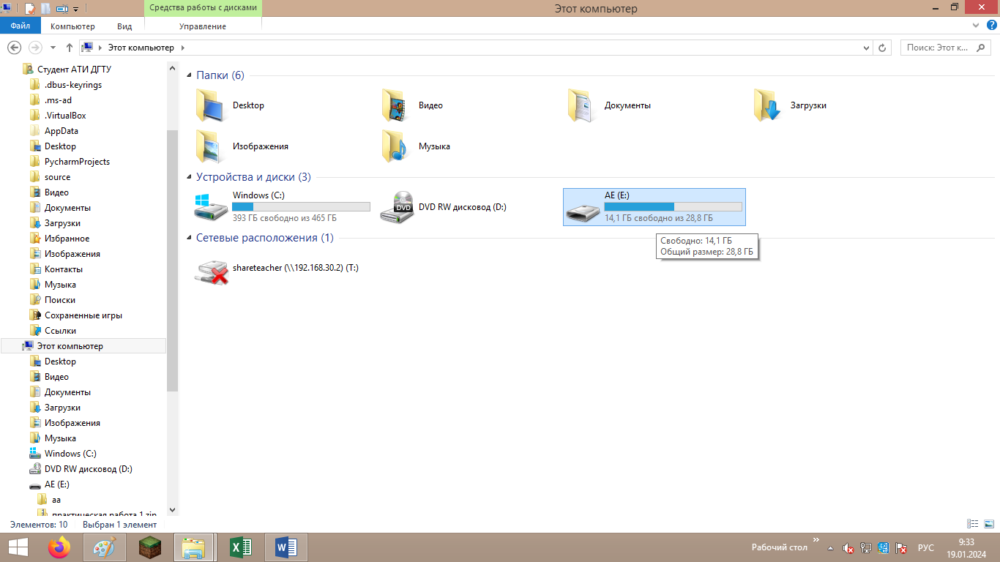 Средства работы с дисками
Этот компьютер
Файл
Компьютер
Вид
Управление
Этот компьютер
Поиск: Этот к...
Студент АТИ ДГТУ
.dbus-keyrings
.ms-ad
.VirtualBox
AppData
Desktop
PycharmProjects
source
Видео
Документы
Загрузки
Избранное
Изображения
Контакты
Музыка
Поиски
Сохраненные игры
Ссылки
Этот компьютер
Desktop
Видео
Документы
Загрузки
Изображения
Музыка
Windows (C:)
DVD RW дисковод (D:)
AE (E:)
aa
практическая работа 1.zip
Папки (6)
Desktop
Видео
Документы
Загрузки
Изображения
Музыка
Устройства и диски (3)
Windows (C:)
393 ГБ свободно из 465 ГБ
DVD
DVD RW дисковод (D:)
AE (E:)
14,1 ГБ свободно из 28,8 ГБ
Свободно: 14,1 ГБ
Общий размер: 28,8 ГБ
Сетевые расположения (1)
shareteacher (\\192.168.30.2) (T:)
Элементов: 10
Выбран 1 элемент
Рабочий стол
РУС
9:33
19.01.2024